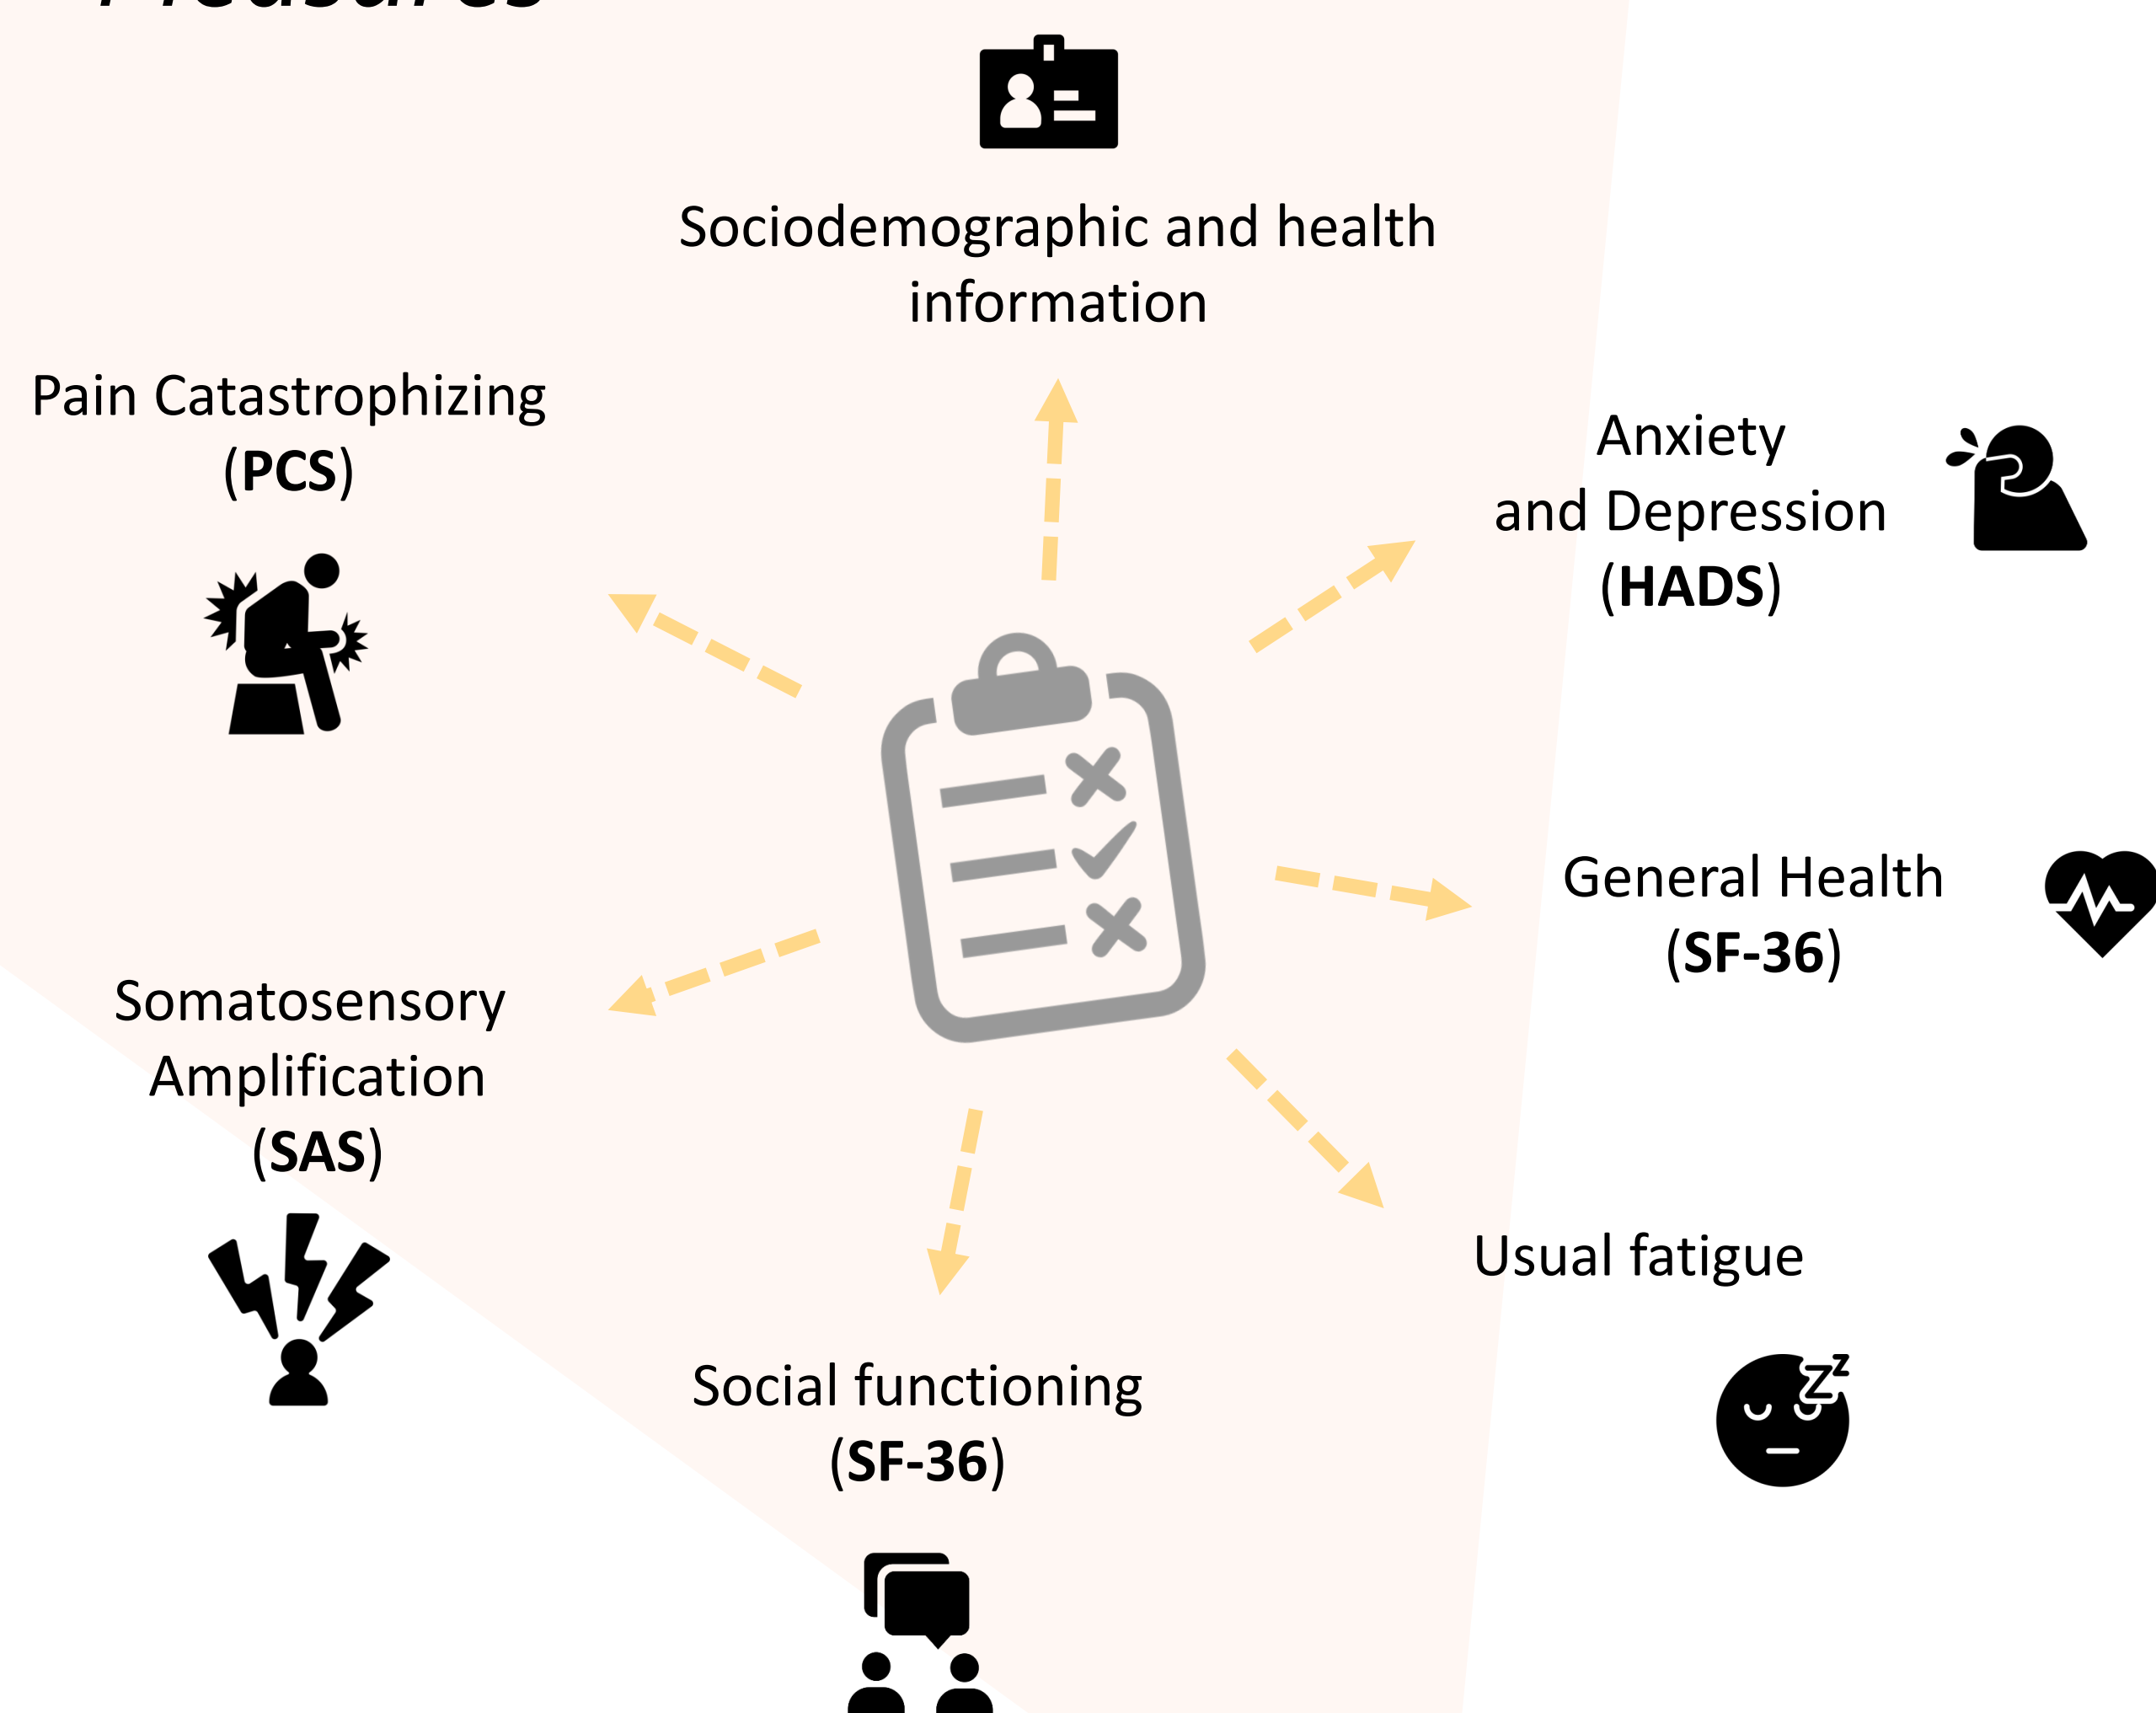 Sociodemographic and health
information
Pain Catastrophizing
(PCS)
Anxiety
and Depression
(HADS)
General Health
(SF-36)
Somatosensory
Amplification
(SAS)
Usual fatigue
Social functioning
(SF-36)